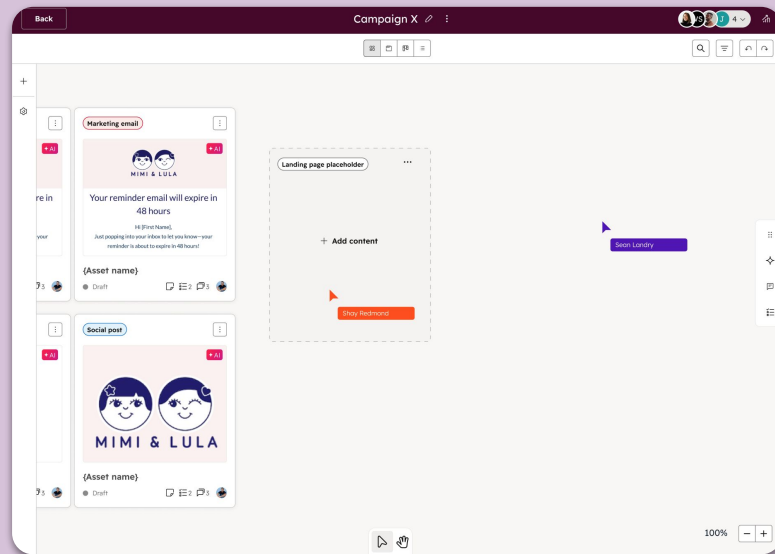 Back
Campaign X
VS
J
4
Marketing email
AI
AI
MIMI & LULA
re in
Your reminder email will expire in
48 hours
Hi [First Name],
your
Just popping into your inbox to let you know—your
reminder is about to expire in 48 hours!
{Asset name}
3
Draft
2
3
Landing page placeholder
+ Add content
Shay Redmond
Sean Landry
Social post
AI
AI
MIMI & LULA
{Asset name}
3
Draft
2
3
100%